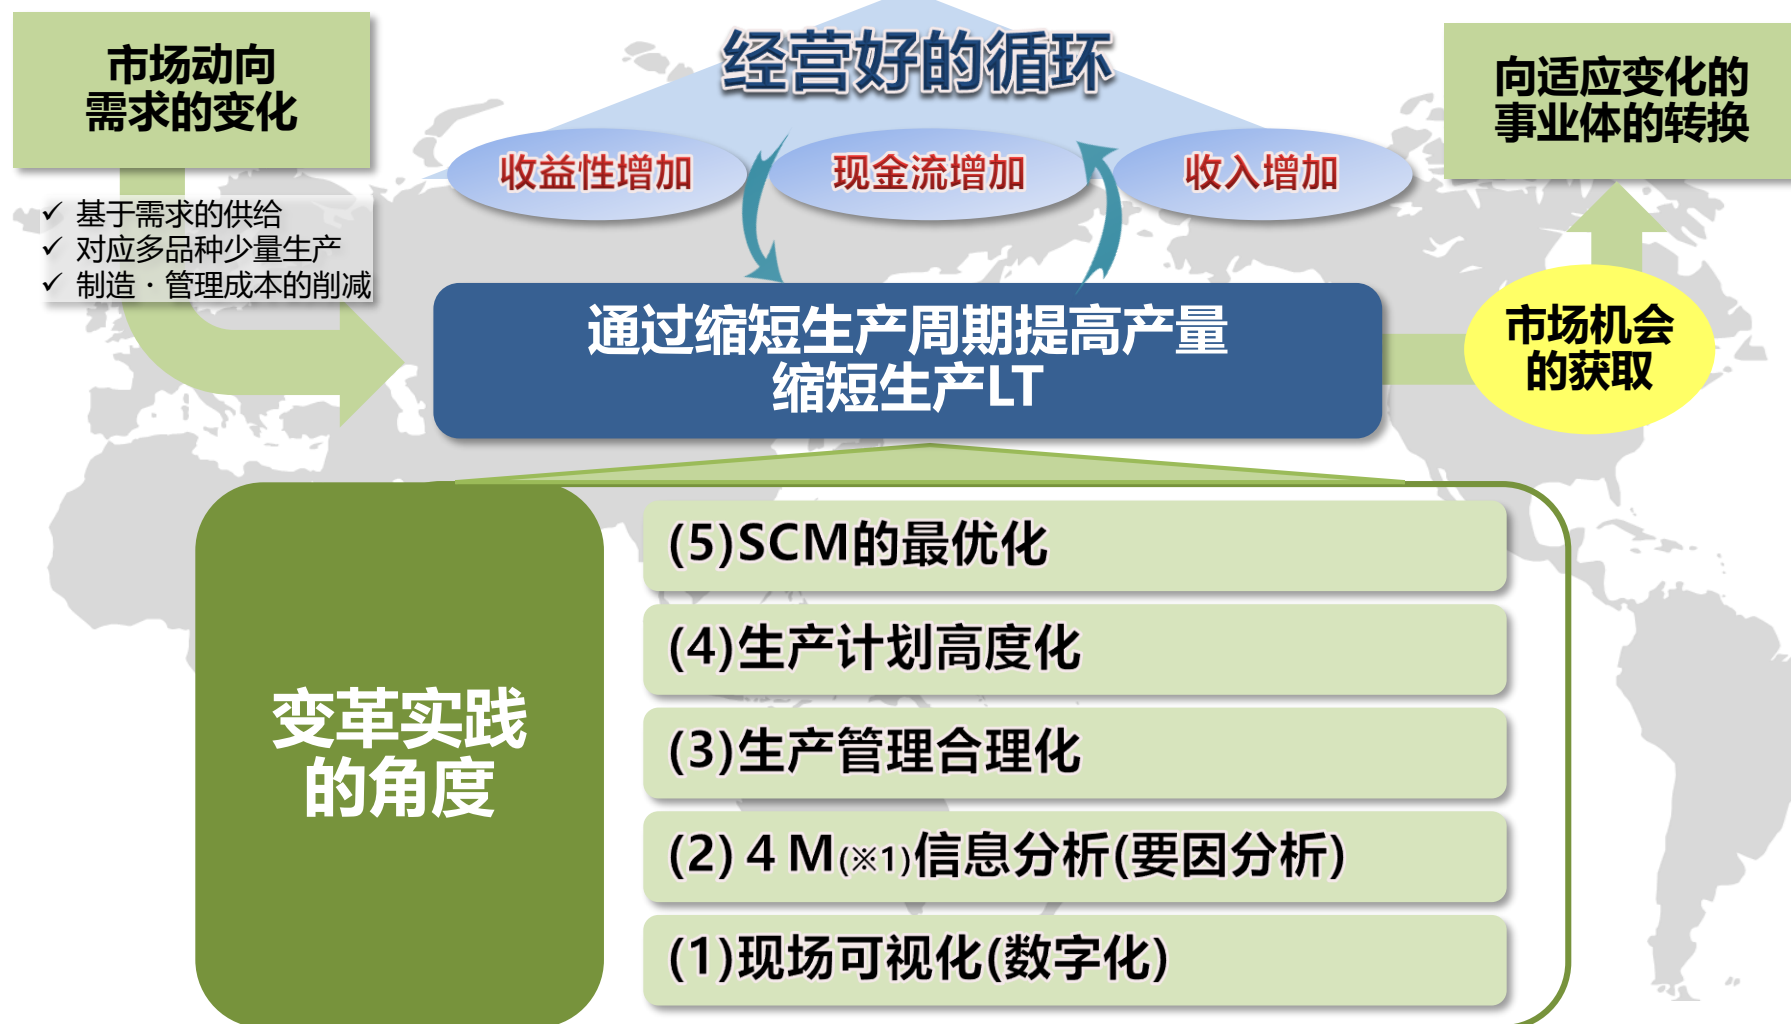 经营好的循环
市场动向
需求的变化
向适应变化的
事业体的转换
收益性增加
现金流增加
收入增加
✓ 基于需求的供给
✓ 对应多品种少量生产
✓ 制造・管理成本的削减
通过缩短生产周期提高产量
缩短生产LT
市场机会
的获取
变革实践
的角度
(5)SCM的最优化
(4)生产计划高度化
(3)生产管理合理化
(2)４M(※1)信息分析(要因分析)
(1)现场可视化(数字化)